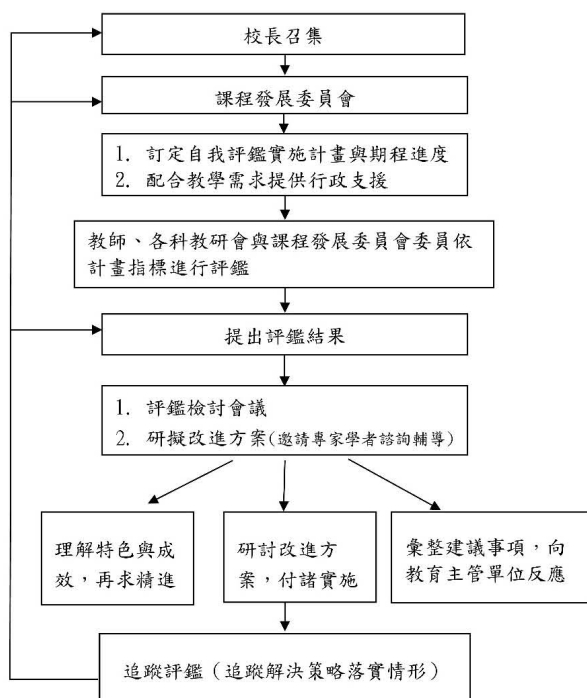 校長召集
課程發展委員會
1. 訂定自我評鑑實施計畫與期程進度
2. 配合教學需求提供行政支援
教師、各科教研會與課程發展委員會委員依
計畫指標進行評鑑
提出評鑑結果
1. 評鑑檢討會議
2. 研擬改進方案(邀請專家學者諮詢輔導)
理解特色與成
效，再求精進
研討改進方
案，付諸實施
彙整建議事項，向
教育主管單位反應
追蹤評鑑（追蹤解決策略落實情形）